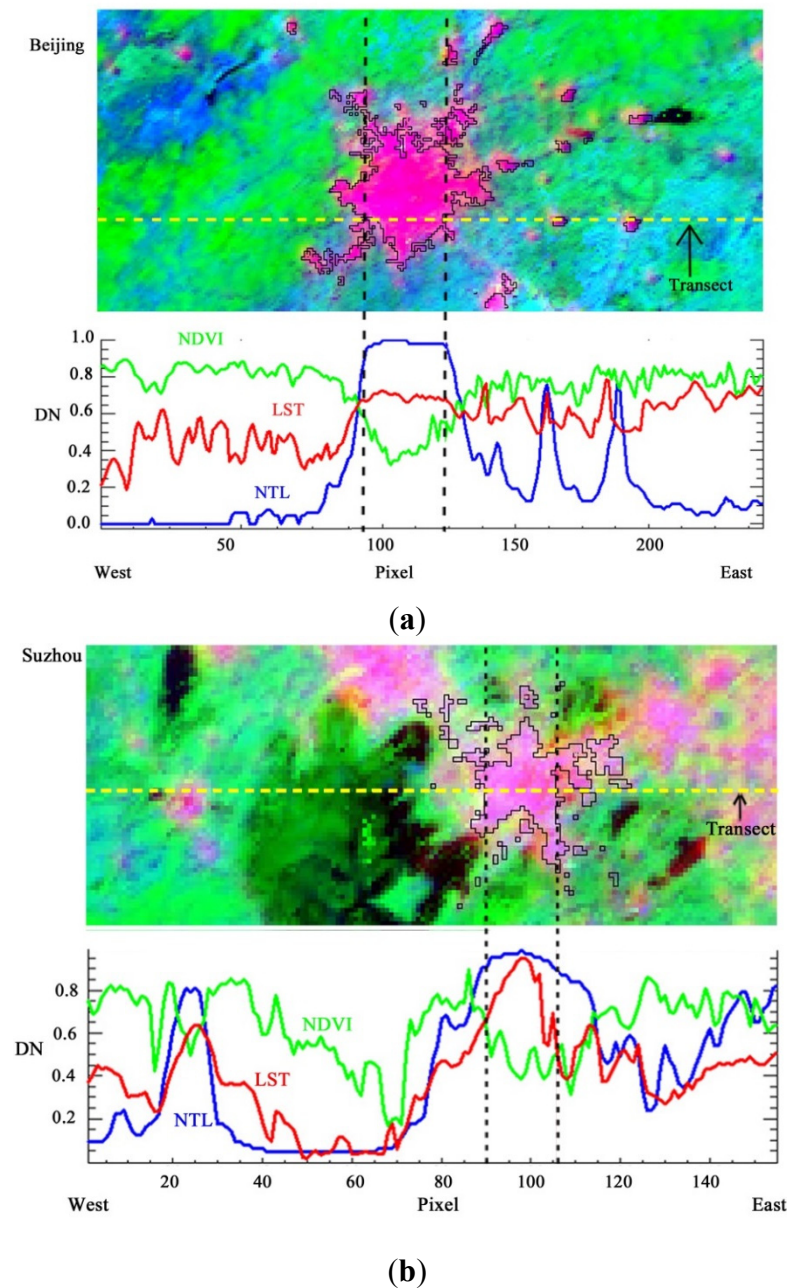 Beijing
Transect
1.0
NDVI
0.8
DN
0.6
LST
0.4
0.2
NTL
0.0
50 100 150 200
West Pixel East
(a)
Suzhou
Transect
0.8
NDVI
0.6
DN
0.4
LST
0.2
NTL
20 40 60 80 100 120 140
West Pixel East
(b)